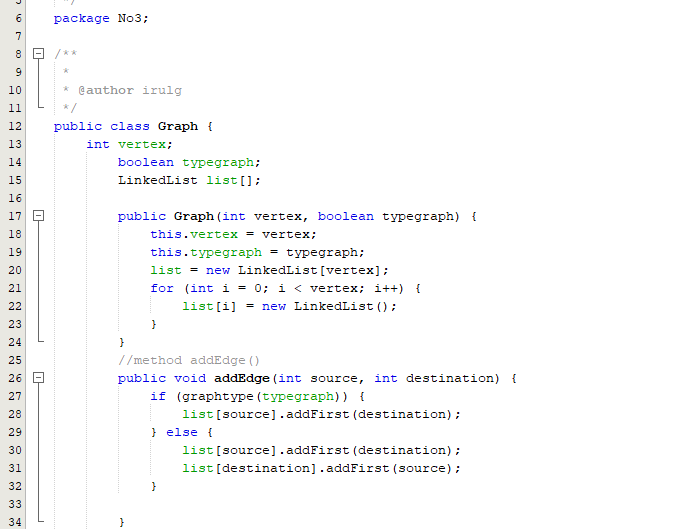 5 */
6 package No3;
7
8 /**
9 *
10 * @author irulg
11 */
12 public class Graph {
13 int vertex;
14 boolean typegraph;
15 LinkedList list[];
16
17 public Graph(int vertex, boolean typegraph) {
18 this.vertex = vertex;
19 this.typegraph = typegraph;
20 list = new LinkedList[vertex];
21 for (int i = 0; i < vertex; i++) {
22 list[i] = new LinkedList();
23 }
24 }
25 //method addEdge()
26 public void addEdge(int source, int destination) {
27 if (graphtype(typegraph)) {
28 list[source].addFirst(destination);
29 } else {
30 list[source].addFirst(destination);
31 list[destination].addFirst(source);
32 }
33
34 }